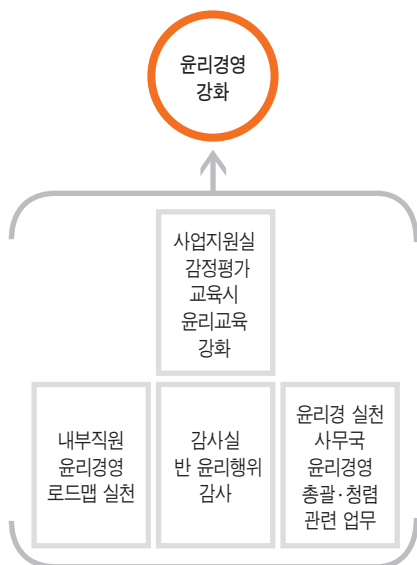 윤리경영
강화
사업지원실
감정평가
교육시
윤리교육
강화
내부직원
윤리경영
로드맵 실천
감사실
반 윤리행위
감사
윤리경 실천
사무국
윤리경영
총괄·청렴
관련 업무